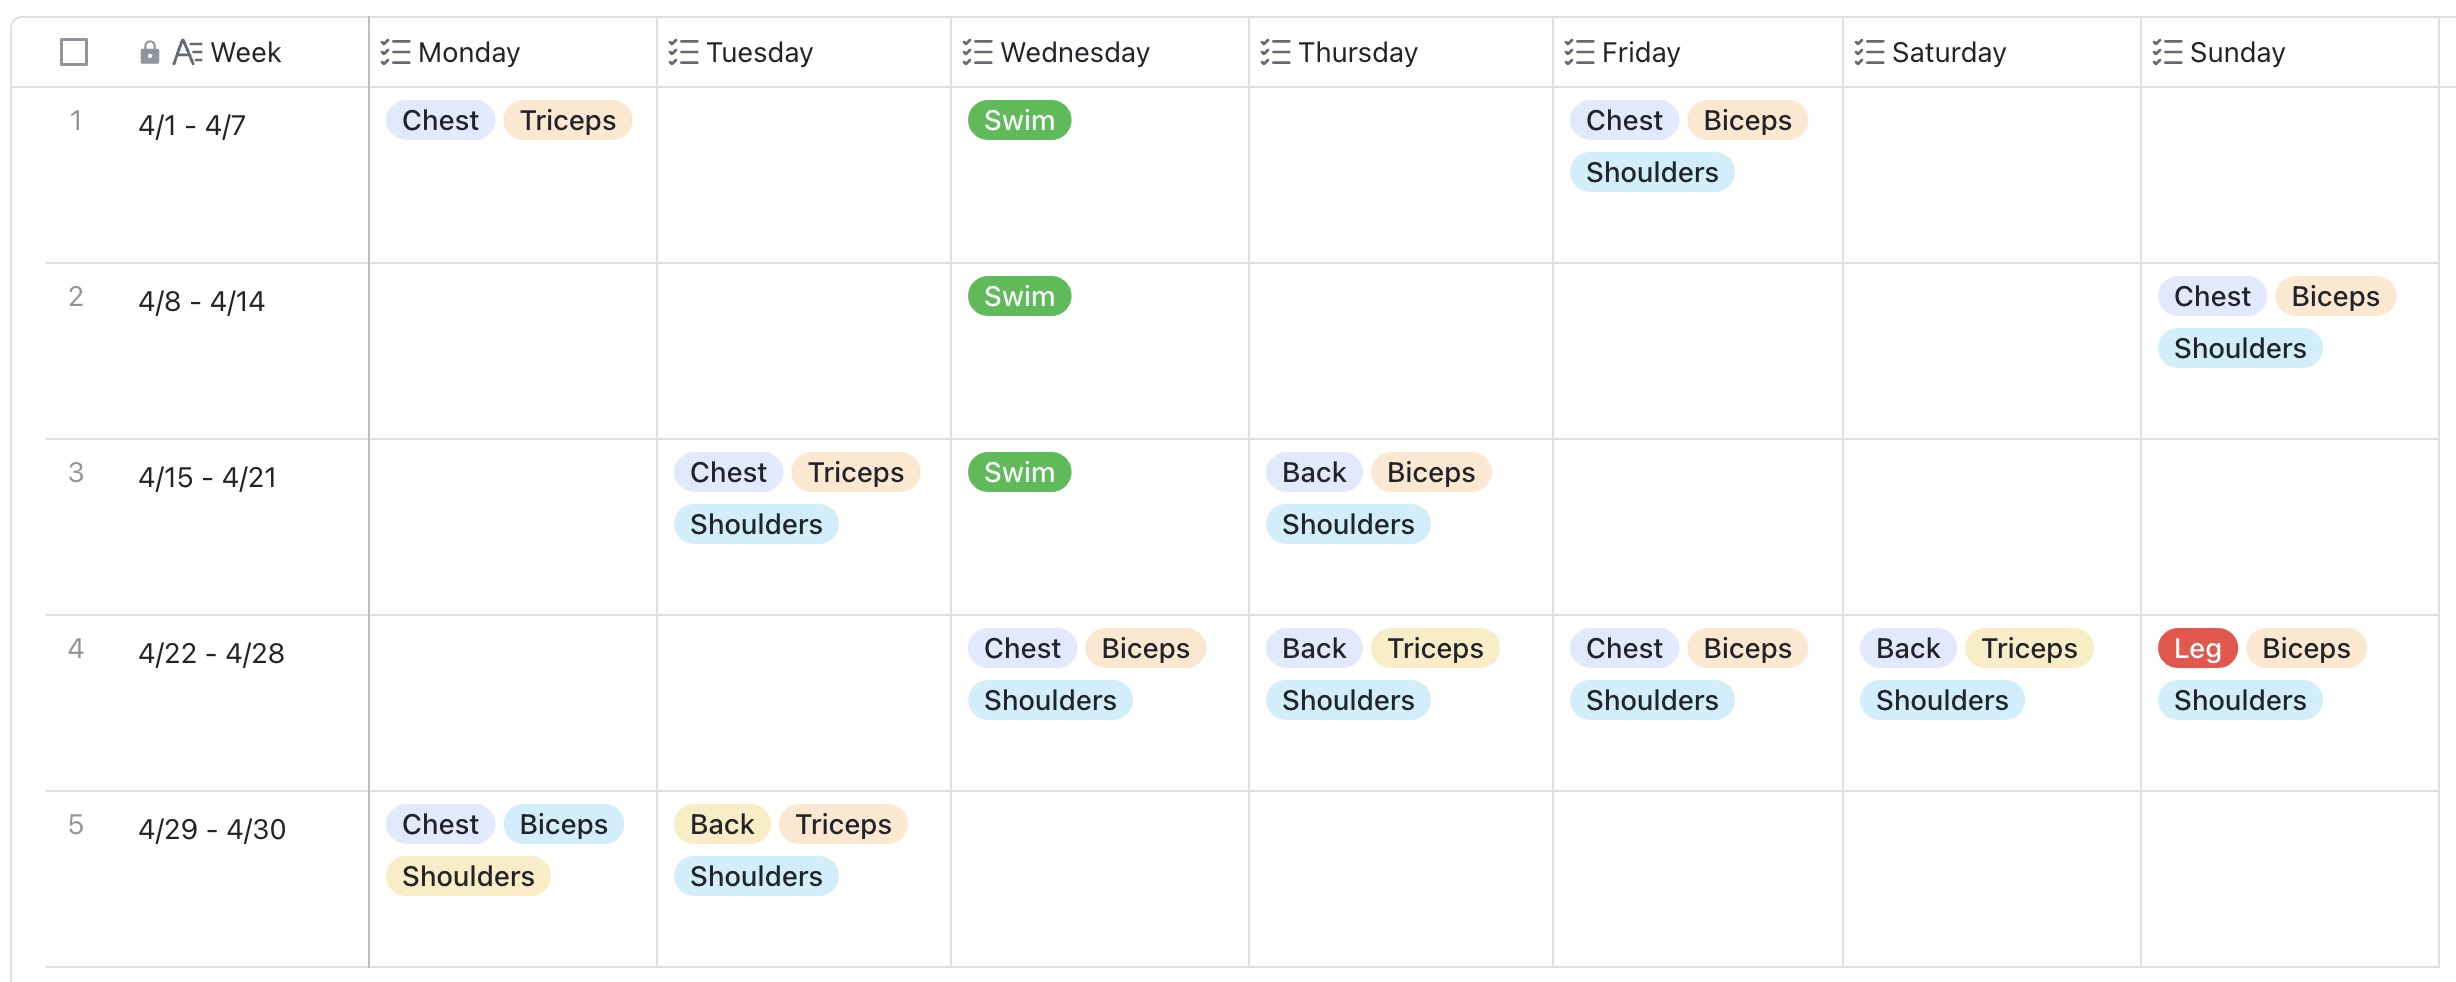 Week Monday Tuesday Wednesday Thursday Friday Saturday Sunday
1 4/1 - 4/7 Chest Triceps Swim Chest Biceps
Shoulders
2 4/8 - 4/14 Swim Chest Biceps
Shoulders
3 4/15 - 4/21 Chest Triceps Swim Back Biceps
Shoulders Shoulders
4 4/22 - 4/28 Chest Biceps Back Triceps Chest Biceps Back Triceps Leg Biceps
Shoulders Shoulders Shoulders Shoulders Shoulders
5 4/29 - 4/30 Chest Biceps Back Triceps
Shoulders Shoulders